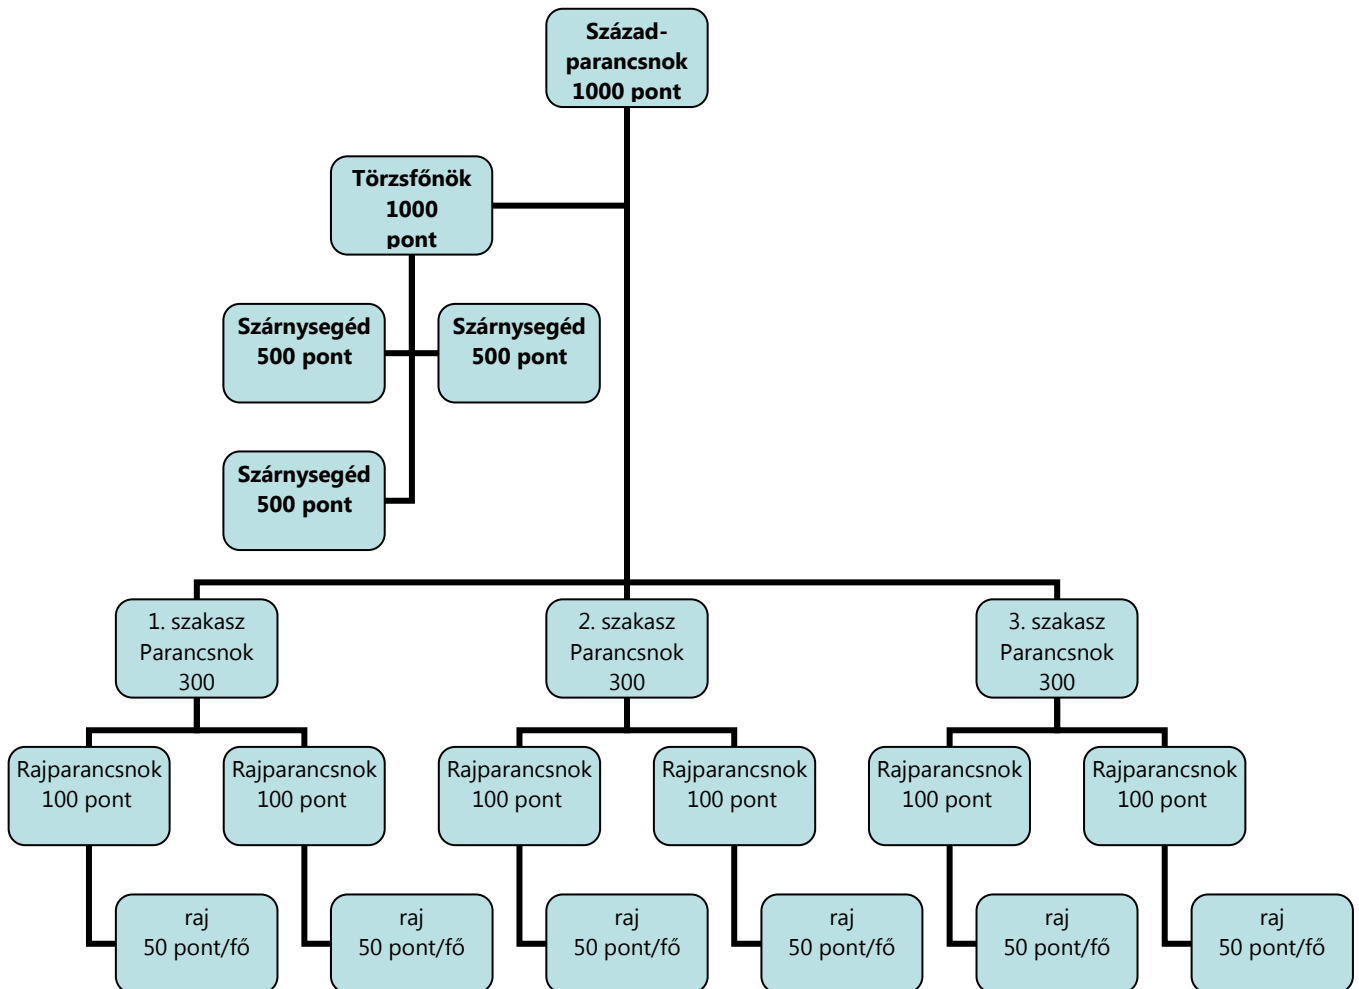 Század-
parancsnok
1000 pont
Törzsfőnök
1000
pont
Szárnysegéd
500 pont
Szárnysegéd
500 pont
Szárnysegéd
500 pont
1. szakasz
Parancsnok
300
2. szakasz
Parancsnok
300
3. szakasz
Parancsnok
300
Rajparancsnok
100 pont
Rajparancsnok
100 pont
Rajparancsnok
100 pont
Rajparancsnok
100 pont
Rajparancsnok
100 pont
Rajparancsnok
100 pont
raj
50 pont/fő
raj
50 pont/fő
raj
50 pont/fő
raj
50 pont/fő
raj
50 pont/fő
raj
50 pont/fő